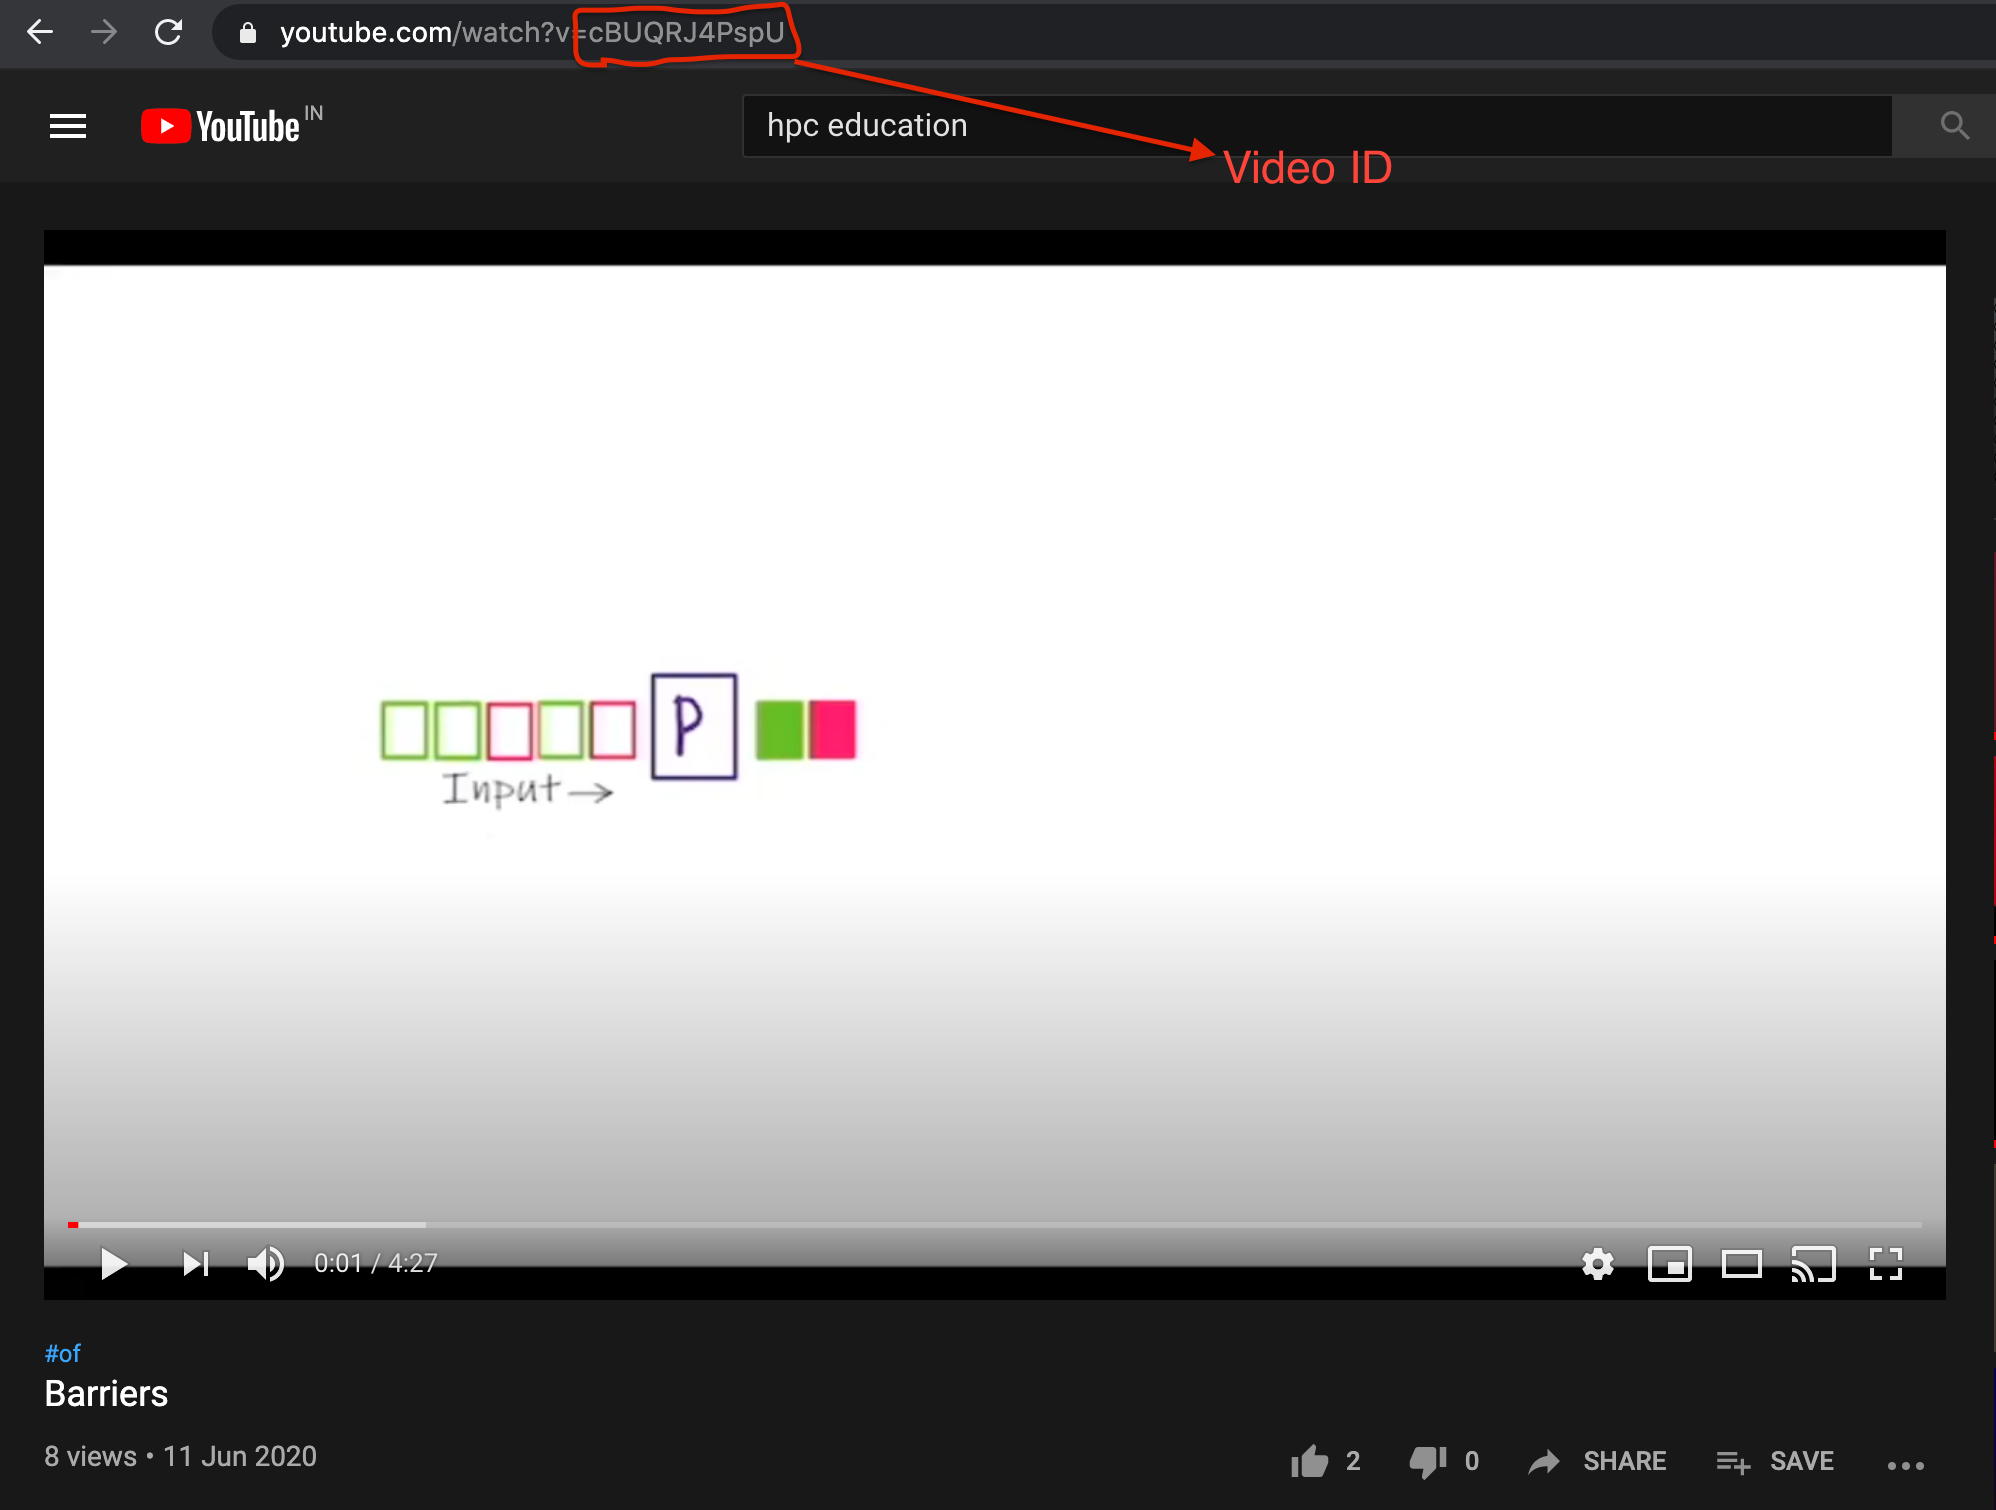 youtube.com/watch?v=cBUQRJ4PspU
YouTube IN
hpc education
Video ID
P
Input→
0:01 / 4:27
#of
Barriers
8 views • 11 Jun 2020
2
0
SHARE
SAVE